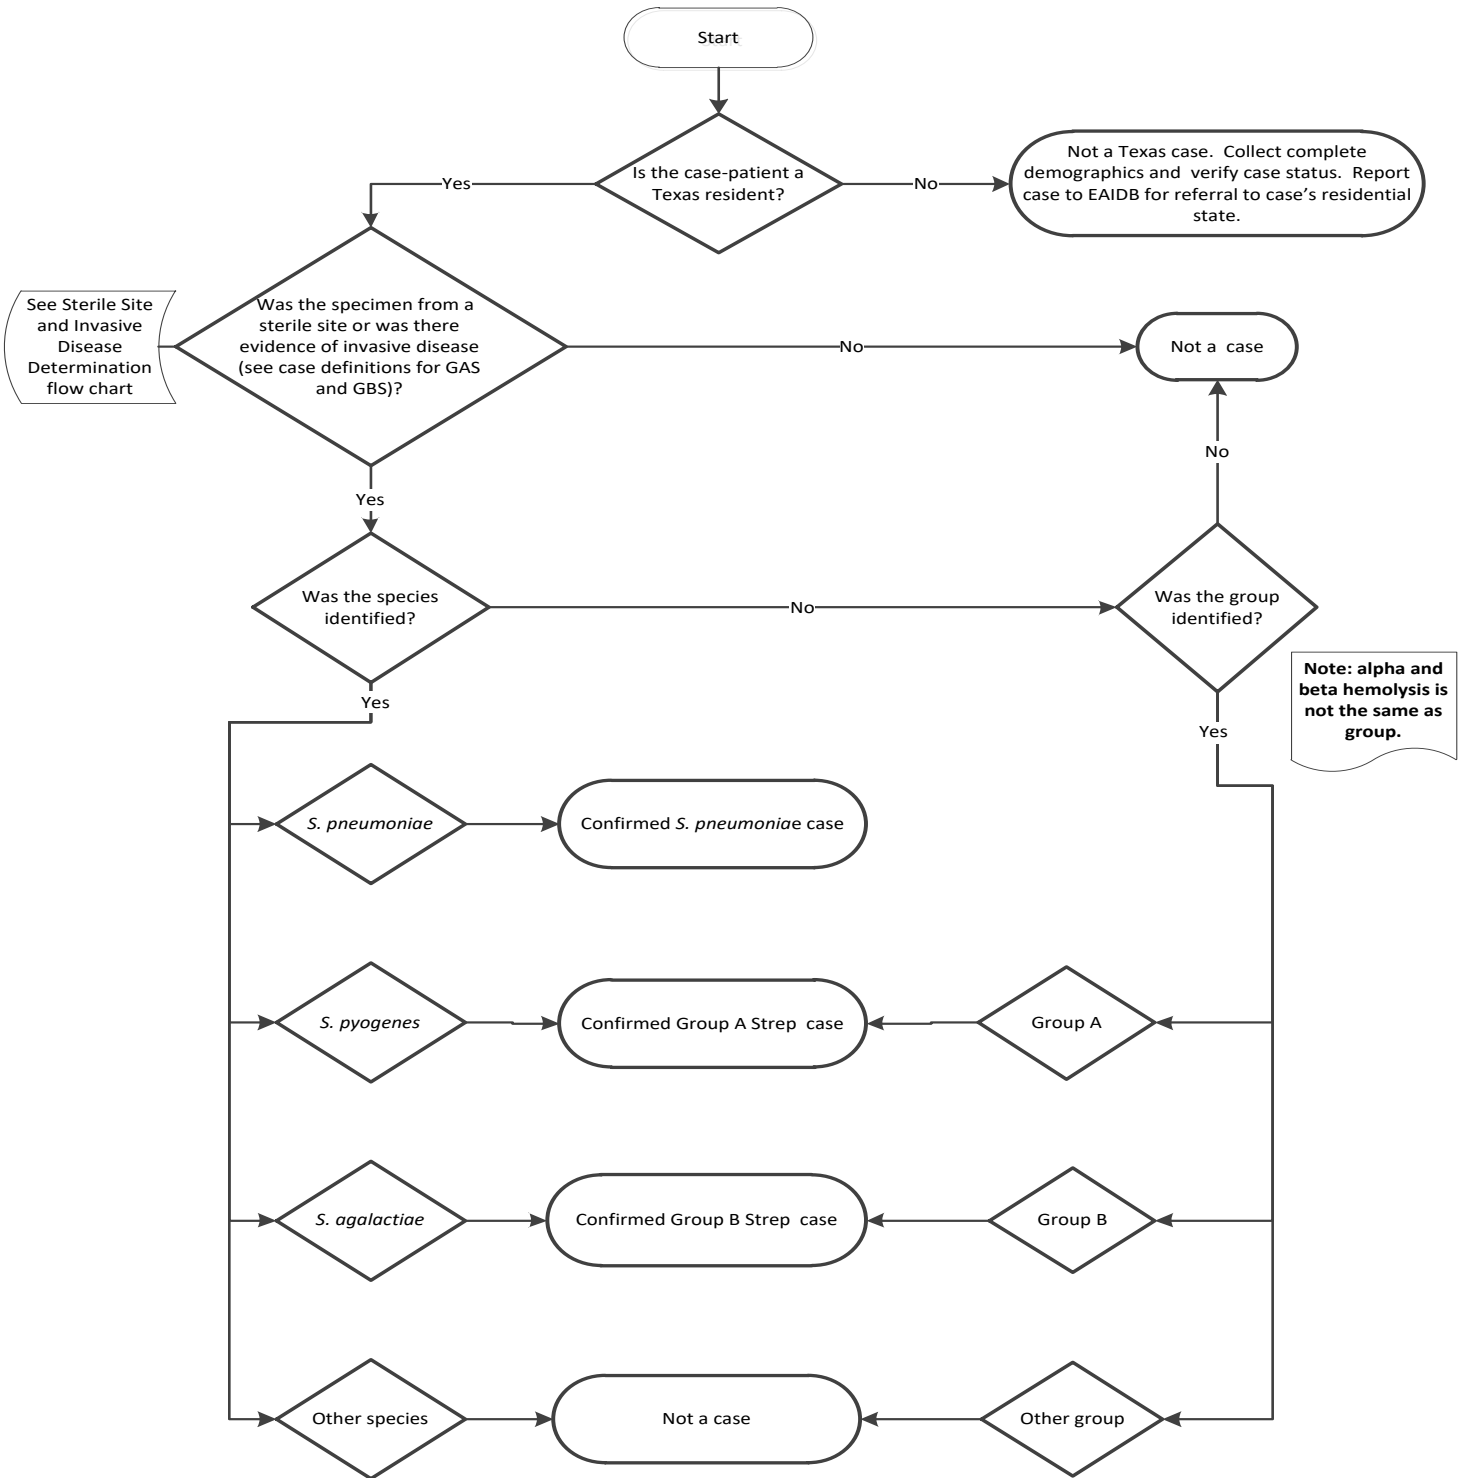 Start
Is the case-patient a
Texas resident?
Yes
No
Not a Texas case. Collect complete
demographics and verify case status. Report
case to EAIDB for referral to case's residential
state.
See Sterile Site
and Invasive
Disease
Determination
flow chart
Was the specimen from a
sterile site or was there
evidence of invasive disease
(see case definitions for GAS
and GBS)?
No
Not a case
Yes
No
Was the species
identified?
No
Was the group
identified?
Note: alpha and
beta hemolysis is
not the same as
group.
Yes
Yes
S. pneumoniae
Confirmed S. pneumoniae case
S. pyogenes
Confirmed Group A Strep case
Group A
S. agalactiae
Confirmed Group B Strep case
Group B
Other species
Not a case
Other group